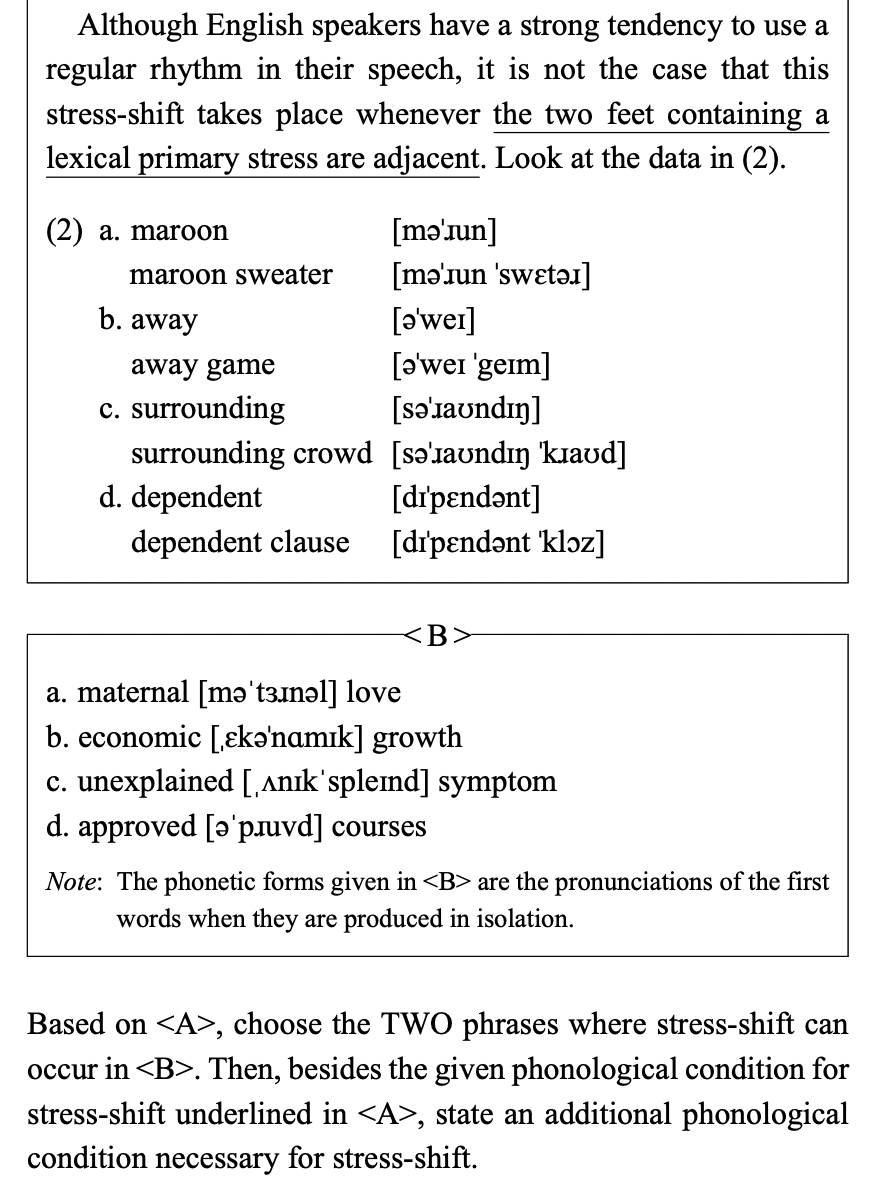 Although English speakers have a strong tendency to use a
regular rhythm in their speech, it is not the case that this
stress-shift takes place whenever the two feet containing a
lexical primary stress are adjacent. Look at the data in (2).
(2) a. maroon [məˈɹun]
maroon sweater [məˈɹun ˈswɛtəɹ]
b. away [əˈweɪ]
away game [əˈweɪ ˈgeɪm]
c. surrounding [səˈɹaʊndɪŋ]
surrounding crowd [səˈɹaʊndɪŋ ˈkɹaʊd]
d. dependent [dɪˈpɛndənt]
dependent clause [dɪˈpɛndənt ˈklɔz]
<B>
a. maternal [məˈtɜɹnəl] love
b. economic [ˌɛkəˈnɑmɪk] growth
c. unexplained [ˌʌnɪkˈspleɪnd] symptom
d. approved [əˈpɹuvd] courses
Note: The phonetic forms given in <B> are the pronunciations of the first
words when they are produced in isolation.
Based on <A>, choose the TWO phrases where stress-shift can
occur in <B>. Then, besides the given phonological condition for
stress-shift underlined in <A>, state an additional phonological
condition necessary for stress-shift.